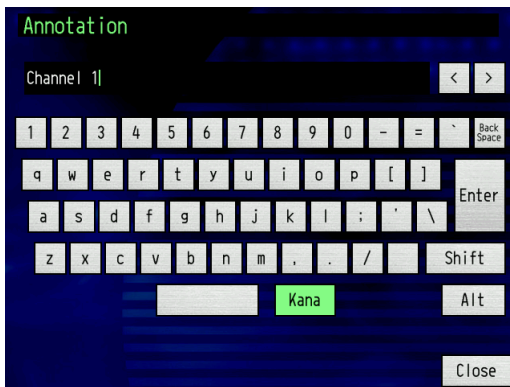 Annotation
Channel 1
< >
1 2 3 4 5 6 7 8 9 0 - = ` Back Space
q w e r t y u i o p [ ]
Enter
a s d f g h j k l ; ' \
z x c v b n m , . / Shift
Kana Alt
Close